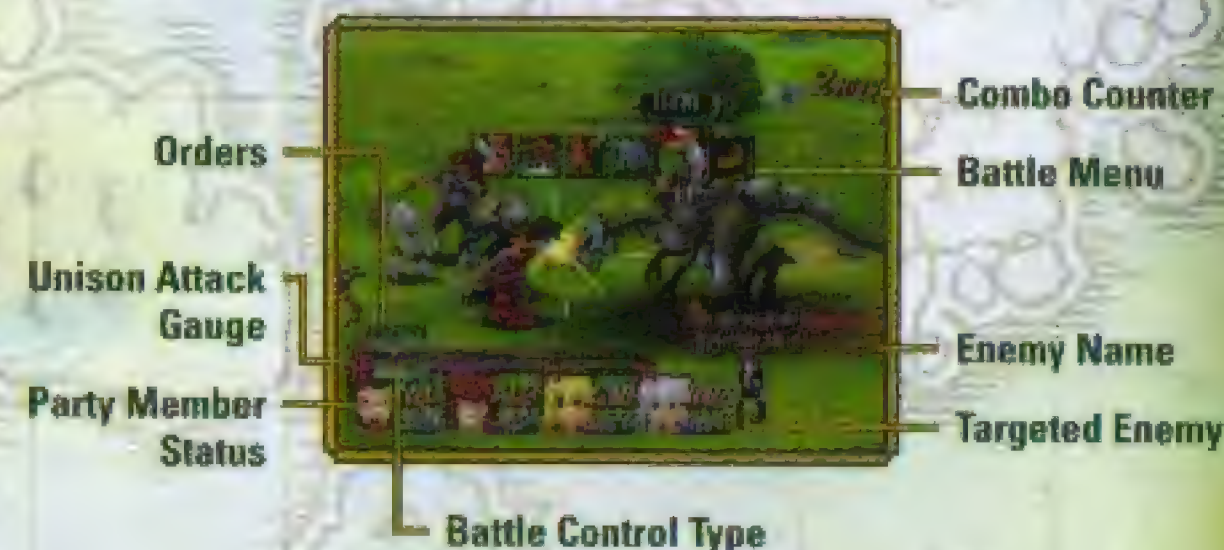 Combo Counter
Orders
Battle Menu
Unison Attack
Gauge
Enemy Name
Party Member
Status
Targeted Enemy
Battle Control Type